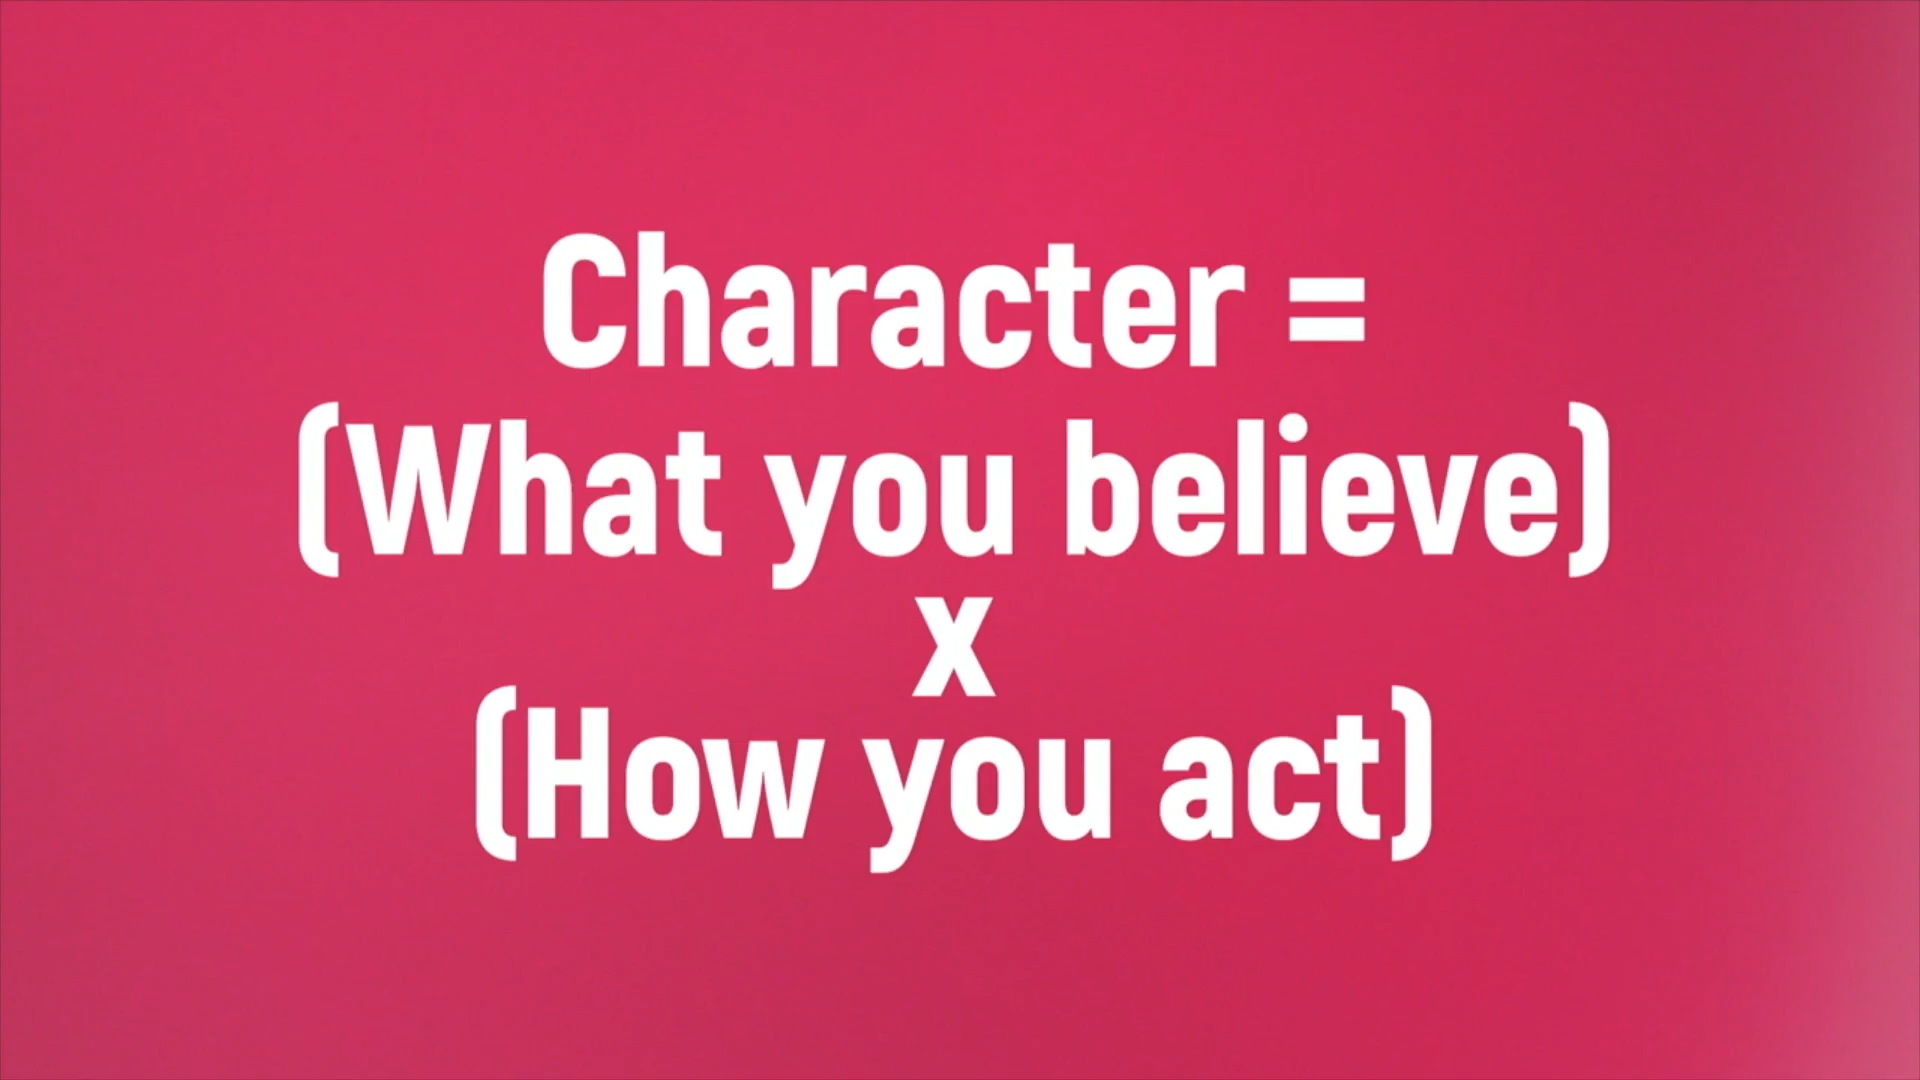 Character =
(What you believe)
x
(How you act)